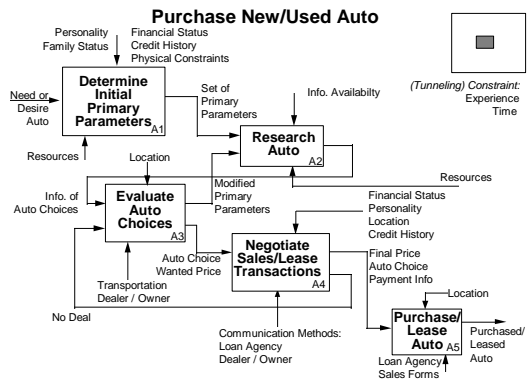 Purchase New/Used Auto
Personality
Family Status
Financial Status
Credit History
Physical Constraints
(Tunneling) Constraint:
Experience
Time
Need or
Desire
Auto
Determine
Initial
Primary
Parameters
A1
Set of
Primary
Parameters
Info. Availabilty
Resources
Location
Research
Auto
A2
Resources
Info. of
Auto Choices
Evaluate
Auto
Choices
A3
Modified
Primary
Parameters
Financial Status
Personality
Location
Credit History
Auto Choice
Wanted Price
Negotiate
Sales/Lease
Transactions
A4
Final Price
Auto Choice
Payment Info
Transportation
Dealer / Owner
No Deal
Location
Communication Methods:
Loan Agency
Dealer / Owner
Purchase/
Lease
Auto
A5
Purchased/
Leased
Auto
Loan Agency
Sales Forms